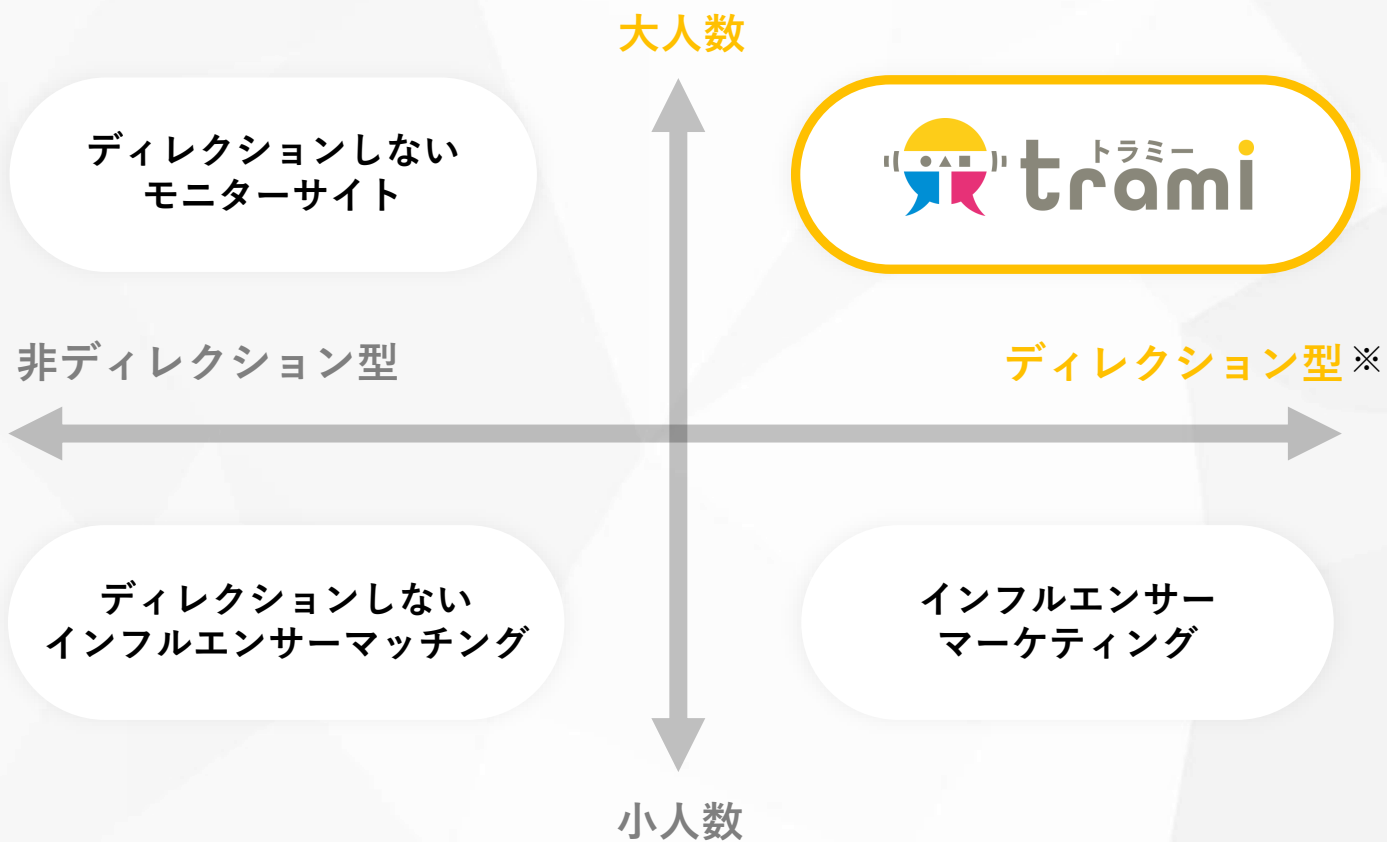 大人数
ディレクションしない
モニターサイト
トラミー
trami
非ディレクション型
ディレクション型※
ディレクションしない
インフルエンサーマッチング
インフルエンサー
マーケティング
小人数